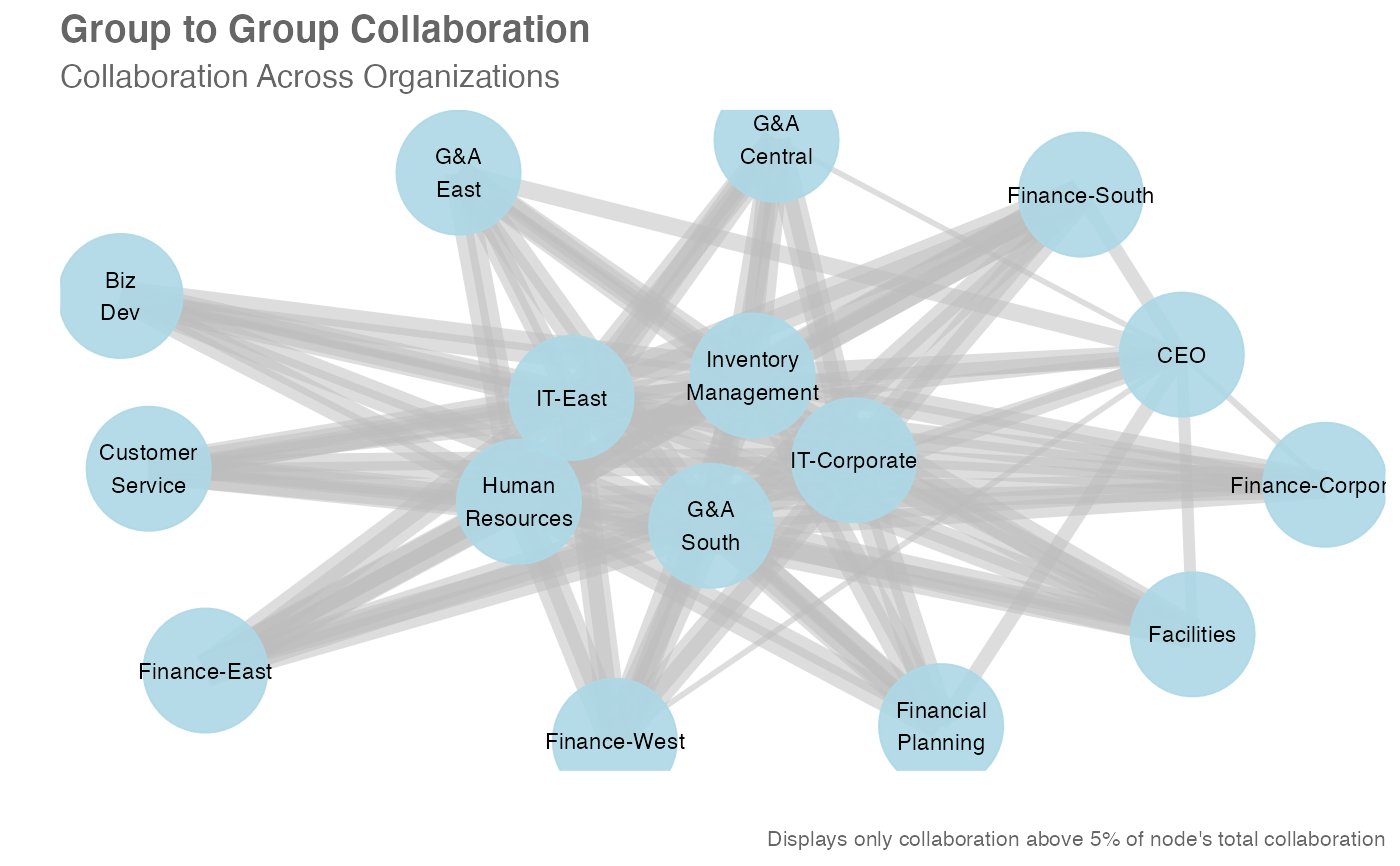 Group to Group Collaboration
Collaboration Across Organizations
G&A
Central
G&A
East
Finance-South
Biz
Dev
CEO
Inventory
Management
IT-East
Customer
Service
IT-Corporate
Human
Resources
Finance-Corpor
G&A
South
Facilities
Finance-East
Financial
Planning
Finance-West
Displays only collaboration above 5% of node's total collaboration